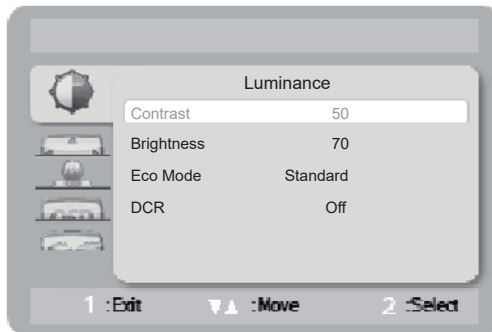 Luminance
Contrast 50
Brightness 70
Eco Mode Standard
DCR Off
1 :Exit ▼▲ :Move 2 :Select